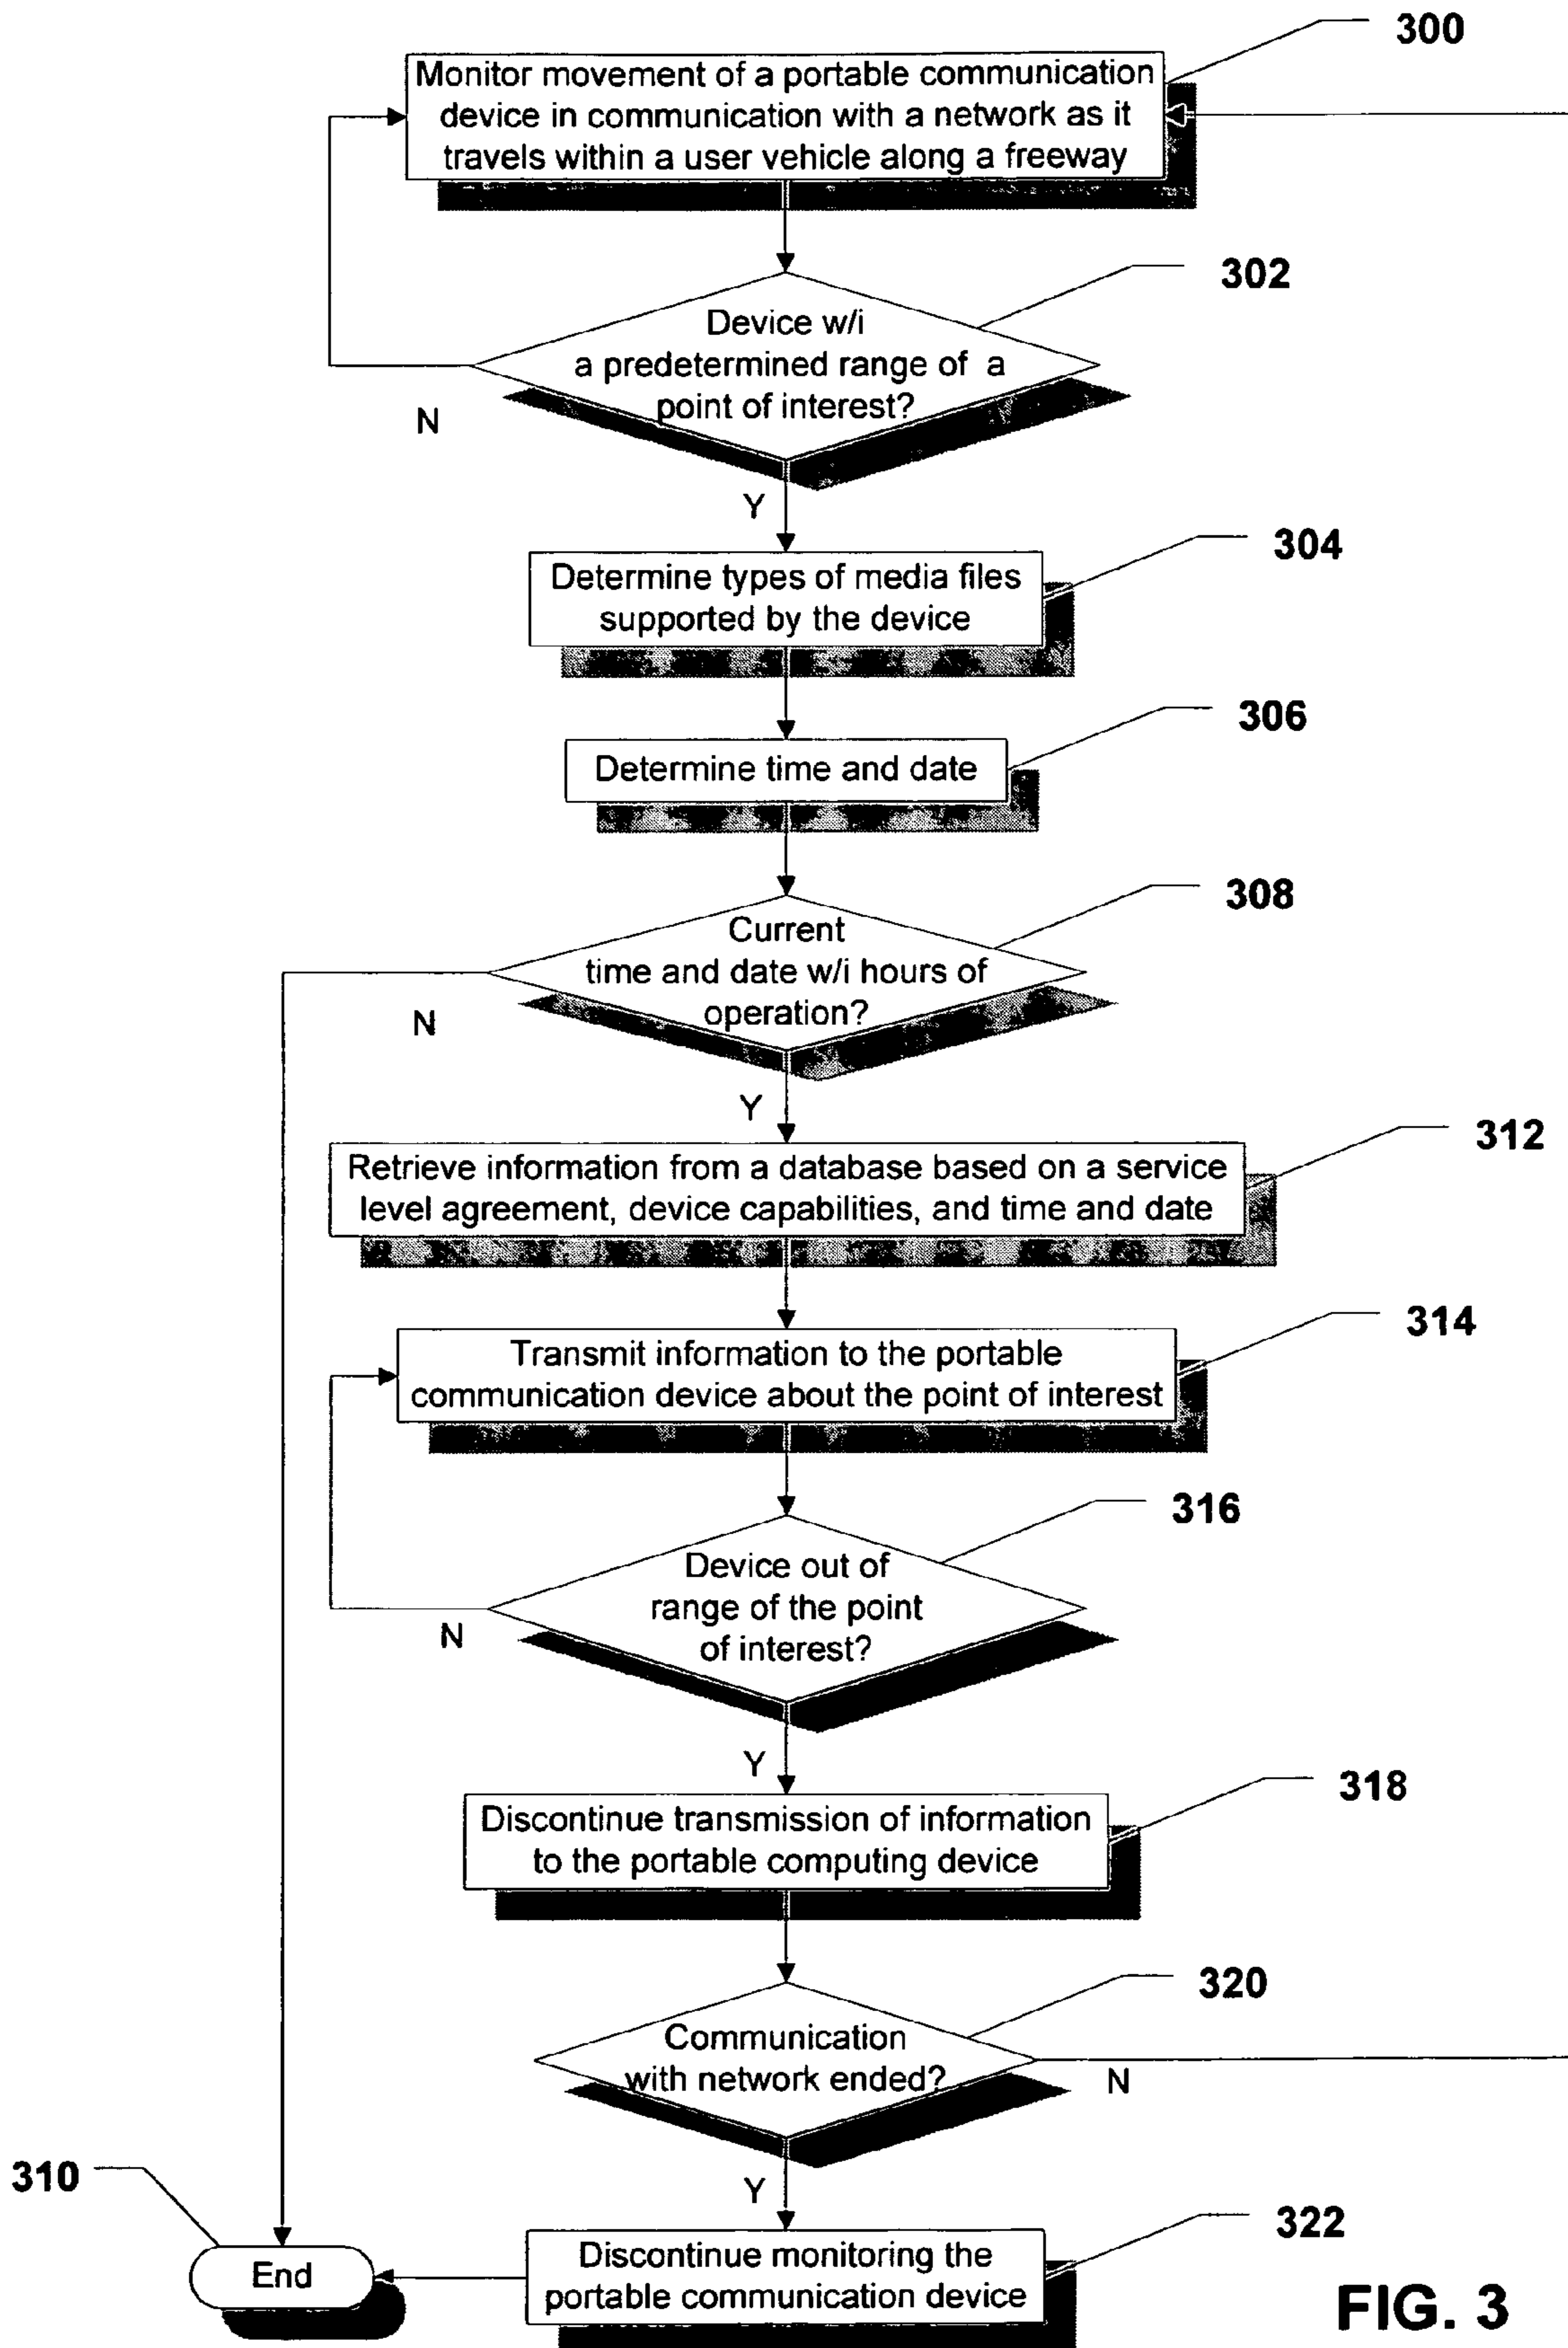 300
Monitor movement of a portable communication
device in communication with a network as it
travels within a user vehicle along a freeway
302
Device w/i
a predetermined range of a
point of interest?
N
Y
304
Determine types of media files
supported by the device
306
Determine time and date
308
Current
time and date w/i hours of
operation?
N
Y
312
Retrieve information from a database based on a service
level agreement, device capabilities, and time and date
314
Transmit information to the portable
communication device about the point of interest
316
Device out of
range of the point
of interest?
N
Y
318
Discontinue transmission of information
to the portable computing device
320
Communication
with network ended?
N
310
Y
322
End
Discontinue monitoring the
portable communication device
FIG. 3